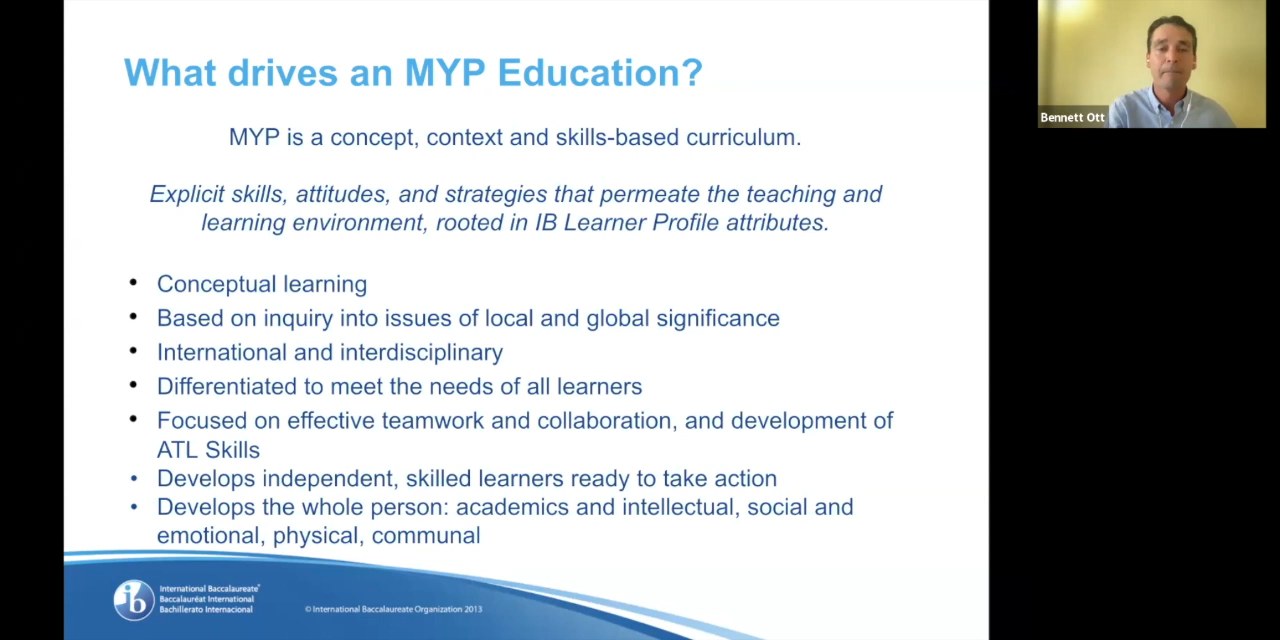 What drives an MYP Education?
MYP is a concept, context and skills-based curriculum.
Explicit skills, attitudes, and strategies that permeate the teaching and
learning environment, rooted in IB Learner Profile attributes.
• Conceptual learning
• Based on inquiry into issues of local and global significance
• International and interdisciplinary
• Differentiated to meet the needs of all learners
• Focused on effective teamwork and collaboration, and development of
ATL Skills
• Develops independent, skilled learners ready to take action
• Develops the whole person: academics and intellectual, social and
emotional, physical, communal
ib
International Baccalaureate®
Baccalauréat International
Bachillerato Internacional
© International Baccalaureate Organization 2013
Bennett Ott